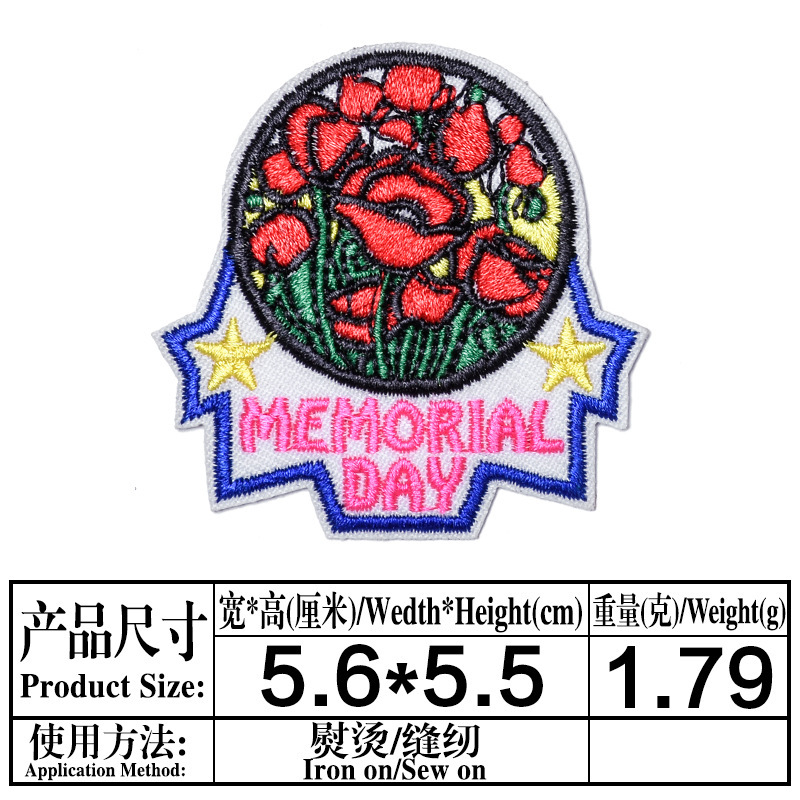 MEMORIAL
DAY
产品尺寸
Product Size:
宽*高(厘米)/Wedth*Height(cm)
重量(克)/Weight(g)
5.6*5.5
1.79
使用方法:
Application Method:
熨烫/缝纫
Iron on/Sew on